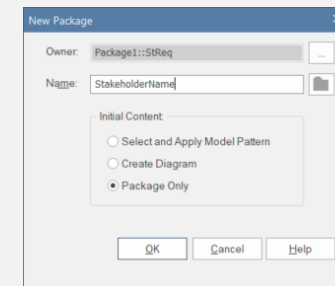 New Package
Owner: Package1::StReq ...
Name: StakeholderName
Initial Content
Select and Apply Model Pattern
Create Diagram
Package Only
OK Cancel Help